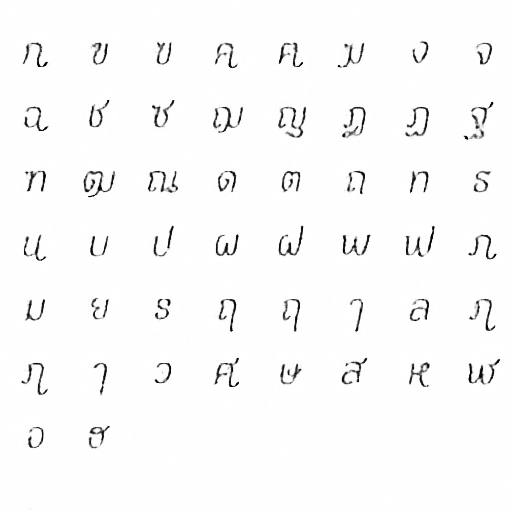 ก ข ฃ ค ฅ ฆ ง จ
ฉ ช ซ ฌ ญ ฎ ฏ ฐ
ฑ ฒ ณ ด ต ถ ท ธ
น บ ป ผ ฝ พ ฟ ภ
ม ย ร ฤ ฤ ๅ ล ฦ
ฦ ๅ ว ศ ษ ส ห ฬ
อ ฮ